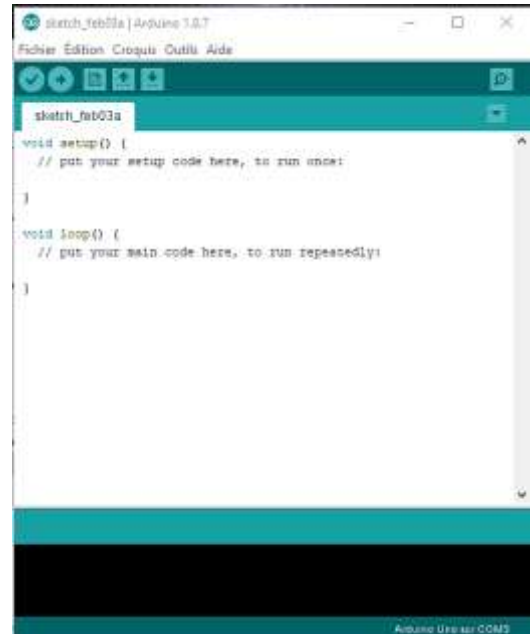 sketch_feb03a | Arduino 1.8.7
Fichier Édition Croquis Outils Aide
sketch_feb03a
void setup() {
// put your setup code here, to run once:
}
void loop() {
// put your main code here, to run repeatedly:
}
Arduino Uno sur COM5